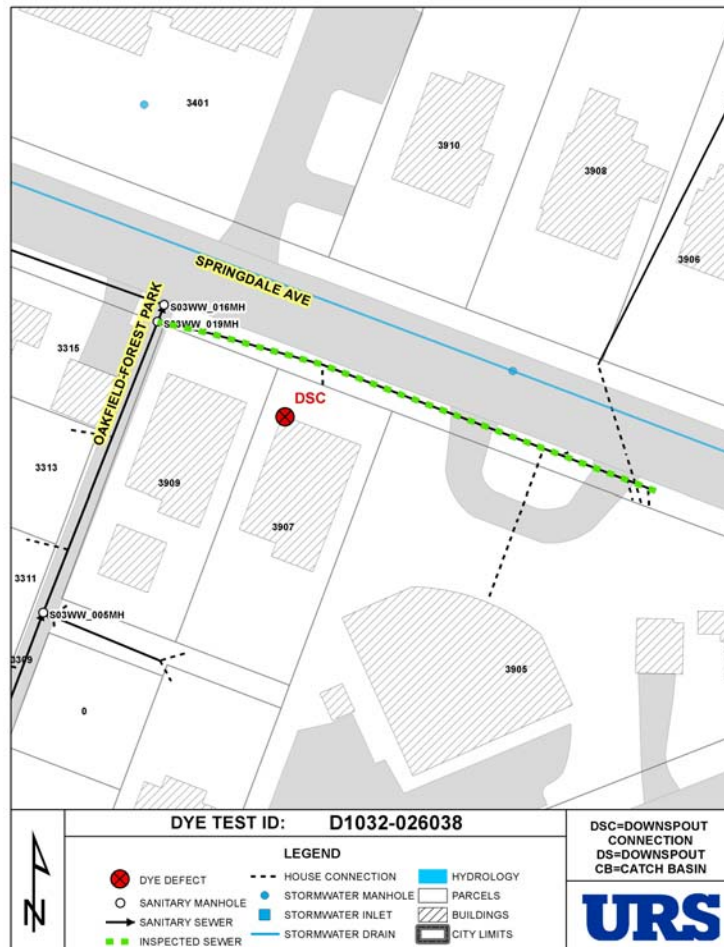 3401
3910
3908
3906
SPRINGDALE AVE
OAKFIELD-FOREST PARK
S03WW_016MH
S03WW_019MH
3315
DSC
3313
3909
3907
3311
S03WW_005MH
3309
3905
0
DYE TEST ID: D1032-026038
LEGEND
DYE DEFECT
SANITARY MANHOLE
SANITARY SEWER
INSPECTED SEWER
HOUSE CONNECTION
STORMWATER MANHOLE
STORMWATER INLET
STORMWATER DRAIN
HYDROLOGY
PARCELS
BUILDINGS
CITY LIMITS
DSC=DOWNSPOUT
CONNECTION
DS=DOWNSPOUT
CB=CATCH BASIN
N
URS